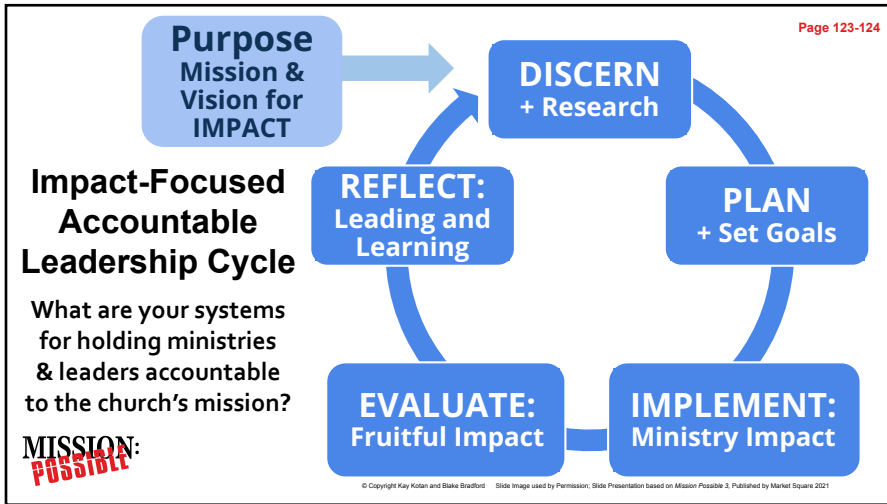 Page 123-124
Purpose
Mission &
Vision for
IMPACT
DISCERN
+ Research
Impact-Focused
Accountable
Leadership Cycle
REFLECT:
Leading and
Learning
PLAN
+ Set Goals
What are your systems
for holding ministries
& leaders accountable
to the church's mission?
EVALUATE:
Fruitful Impact
IMPLEMENT:
Ministry Impact
MISSION:
POSSIBLE
© Copyright Kay Kotan and Blake Bradford Slide Image used by Permission; Slide Presentation based on Mission Possible 3, Published by Market Square 2021